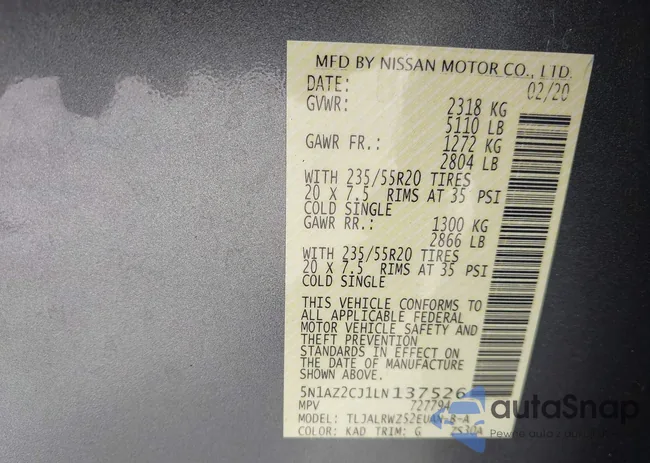 MFD BY NISSAN MOTOR CO., LTD.
DATE: 02/20
GVWR: 2318 KG
5110 LB
GAWR FR.: 1272 KG
2804 LB
WITH 235/55R20 TIRES
20 X 7.5 RIMS AT 35 PSI
COLD SINGLE
GAWR RR.: 1300 KG
2866 LB
WITH 235/55R20 TIRES
20 X 7.5 RIMS AT 35 PSI
COLD SINGLE
THIS VEHICLE CONFORMS TO
ALL APPLICABLE FEDERAL
MOTOR VEHICLE SAFETY AND
THEFT PREVENTION
STANDARDS IN EFFECT ON
THE DATE OF MANUFACTURE
SHOWN ABOVE.
5N1AZ2CJ1LN137526
MPV
MODEL:
COLOR: KAD TRIM: G
autoSnap
Pewne auto z